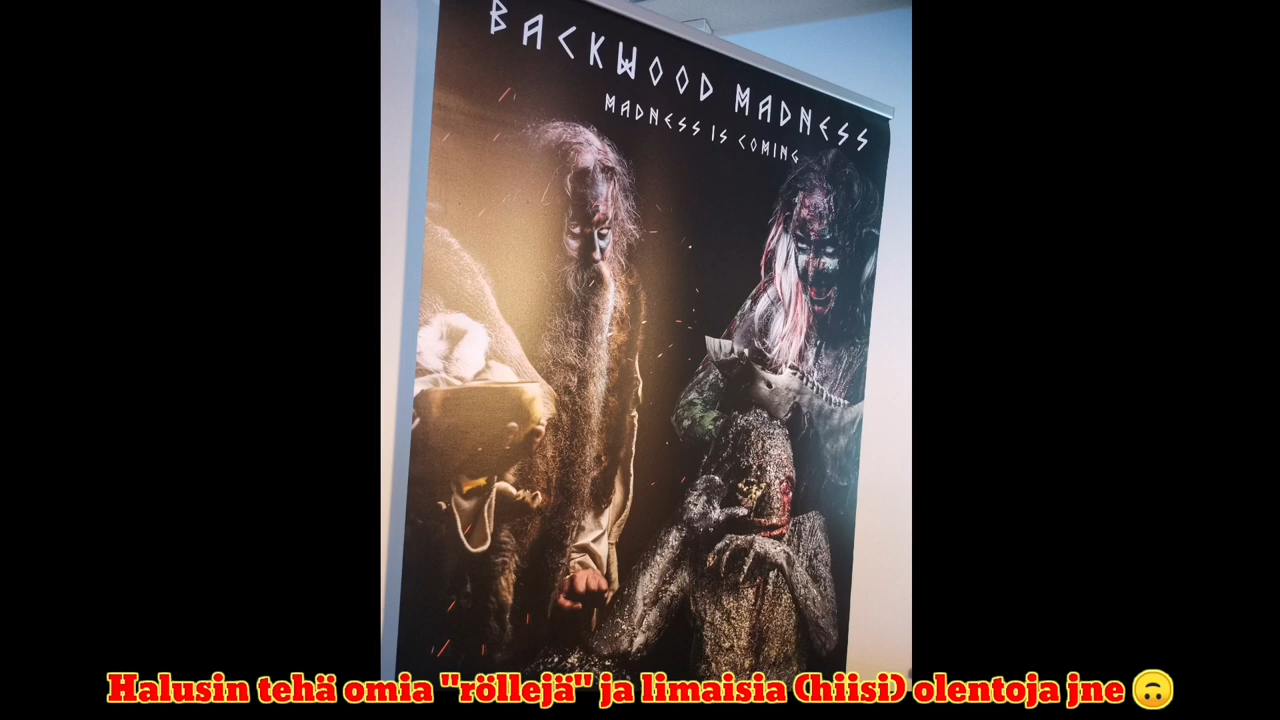 BACKWOOD MADNESS
MADNESS IS COMING
Halusin tehä omia "röllejä" ja limaisia (hiisi) olentoja jne 🙃